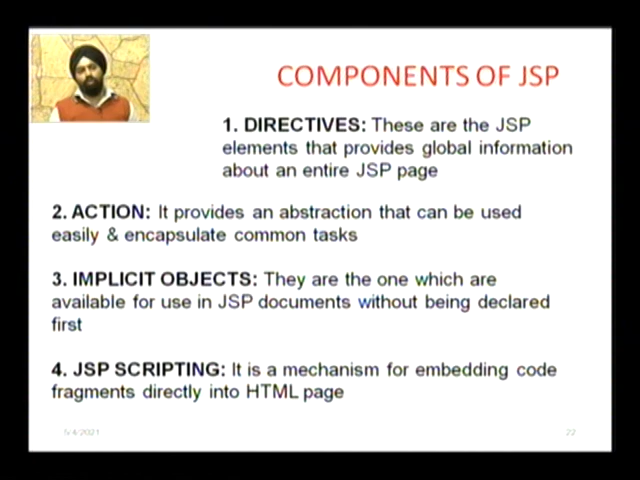 COMPONENTS OF JSP
1. DIRECTIVES: These are the JSP
elements that provides global information
about an entire JSP page
2. ACTION: It provides an abstraction that can be used
easily & encapsulate common tasks
3. IMPLICIT OBJECTS: They are the one which are
available for use in JSP documents without being declared
first
4. JSP SCRIPTING: It is a mechanism for embedding code
fragments directly into HTML page
5/4/2021
22